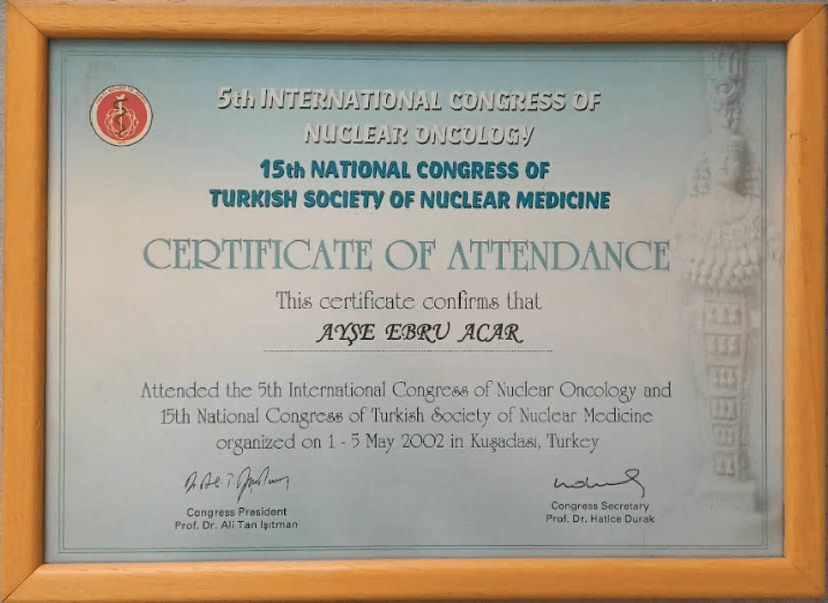 5th INTERNATIONAL CONGRESS OF
NUCLEAR ONCOLOGY
15th NATIONAL CONGRESS OF
TURKISH SOCIETY OF NUCLEAR MEDICINE
CERTIFICATE OF ATTENDANCE
This certificate confirms that
AYŞE EBRU ACAR
Attended the 5th International Congress of Nuclear Oncology and
15th National Congress of Turkish Society of Nuclear Medicine
organized on 1 - 5 May 2002 in Kuşadası, Turkey
Congress President
Prof. Dr. Ali Tan Işıtman
Congress Secretary
Prof. Dr. Hatice Durak